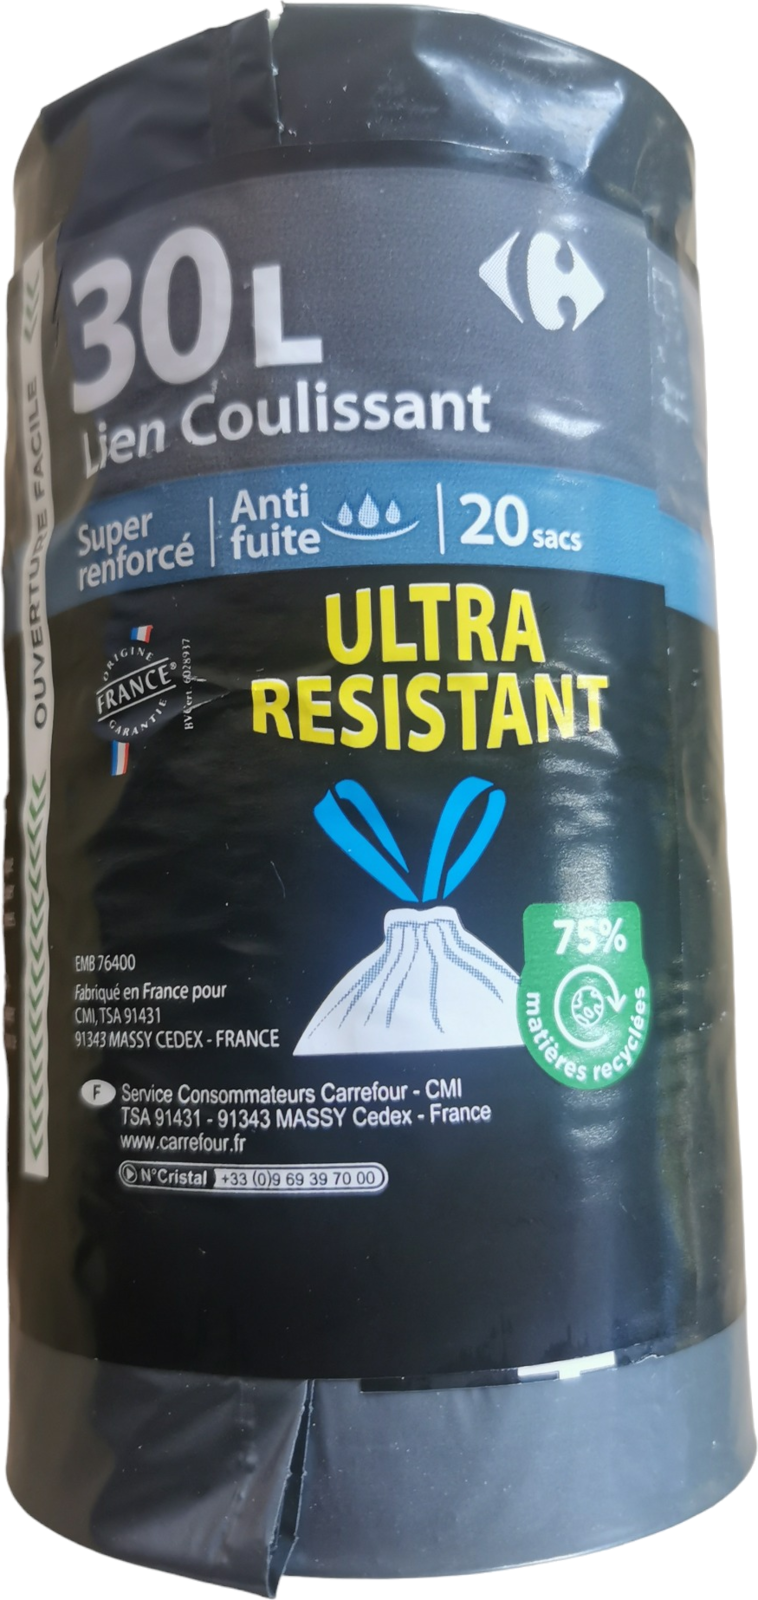 30L
Lien Coulissant
Super
renforcé
Anti
fuite
20 sacs
OUVERTURE FACILE
ULTRA
RESISTANT
ORIGINE
FRANCE®
GARANTIE
BVCert. 6028937
75%
matières recyclées
EMB 76400
Fabriqué en France pour
CMI, TSA 91431
91343 MASSY CEDEX - FRANCE
F
Service Consommateurs Carrefour - CMI
TSA 91431 - 91343 MASSY Cedex - France
www.carrefour.fr
N°Cristal +33 (0)9 69 39 70 00